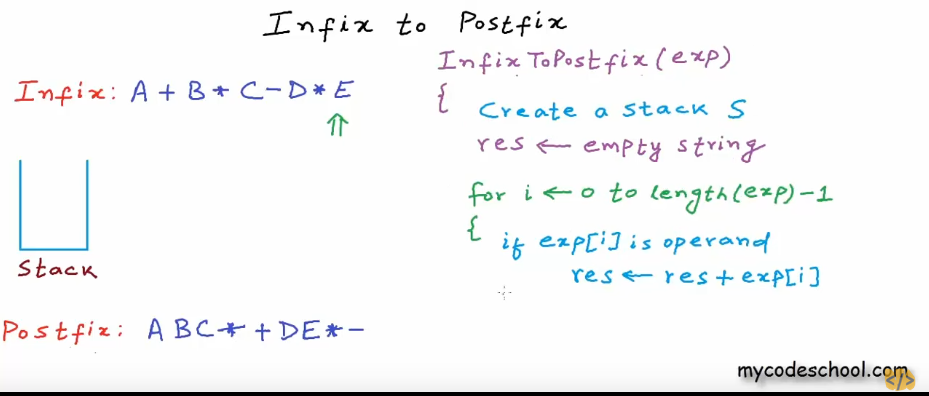 Infix to Postfix
Infix: A + B * C - D * E
Stack
Postfix: A B C * + D E * -
InfixToPostfix(exp)
{
Create a stack S
res ← empty string
for i ← 0 to length(exp)-1
{
if exp[i] is operand
res ← res + exp[i]
mycodeschool.com
</>